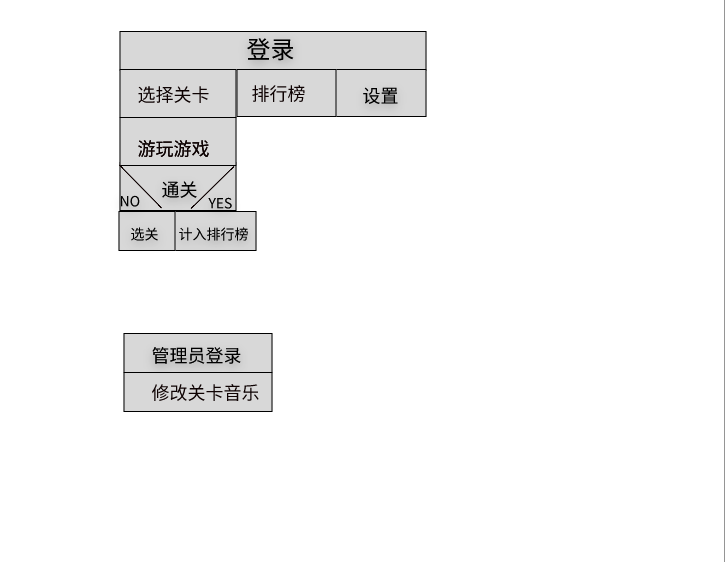 登录
选择关卡 排行榜 设置
游玩游戏
通关
NO YES
选关 计入排行榜
管理员登录
修改关卡音乐